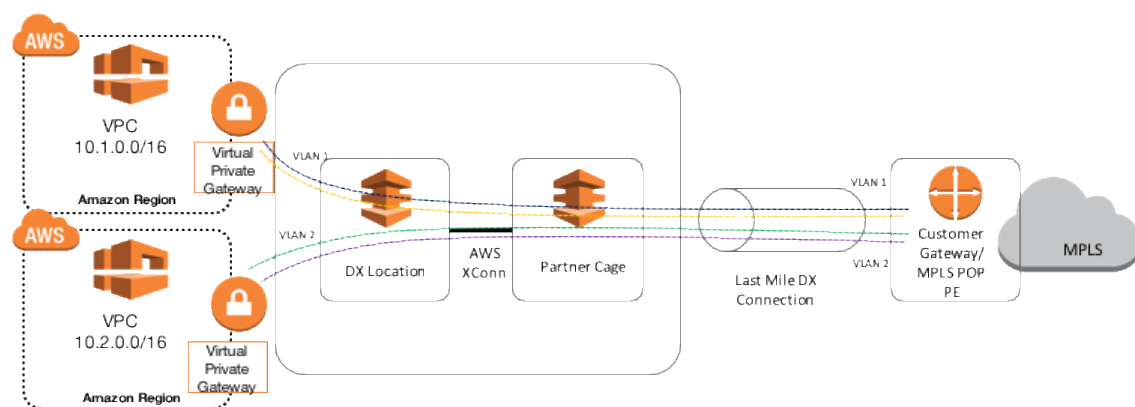 AWS
VPC
10.1.0.0/16
Virtual
Private
Gateway
Amazon Region
AWS
VPC
10.2.0.0/16
Virtual
Private
Gateway
Amazon Region
VLAN 1
VLAN 2
DX Location
AWS
XConn
Partner Cage
Last Mile DX
Connection
VLAN 1
VLAN 2
Customer
Gateway/
MPLS POP
PE
MPLS